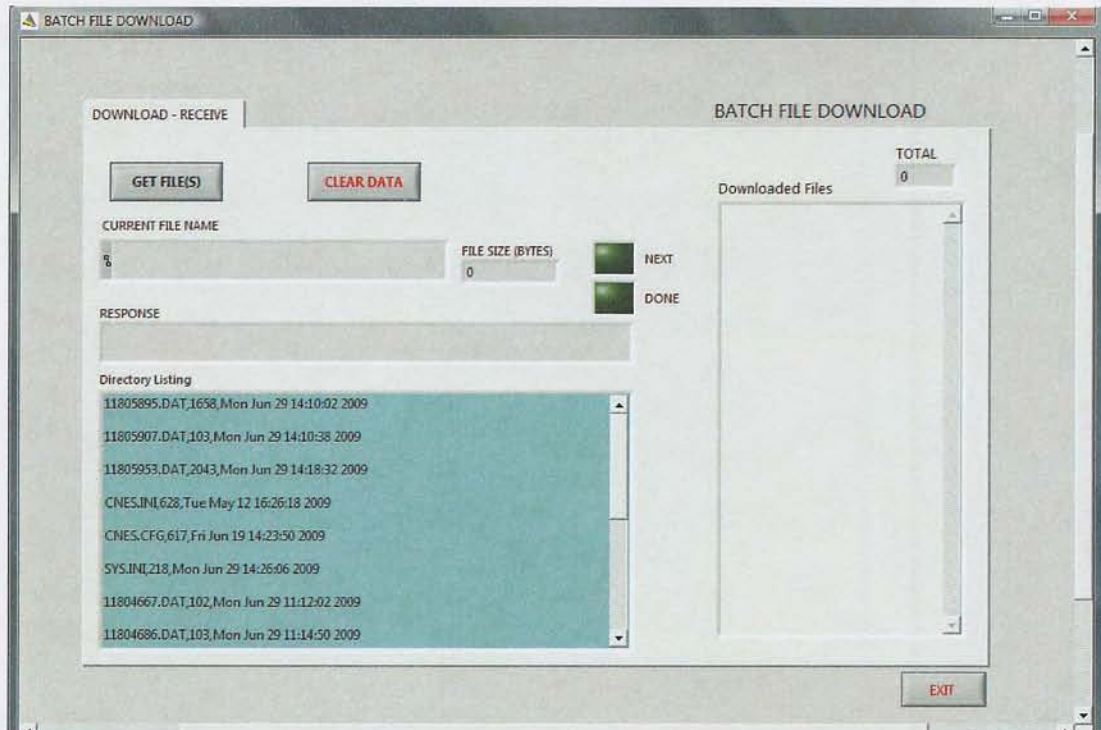 BATCH FILE DOWNLOAD
DOWNLOAD - RECEIVE
BATCH FILE DOWNLOAD
GET FILE(S)
CLEAR DATA
TOTAL
0
Downloaded Files
CURRENT FILE NAME
FILE SIZE (BYTES)
0
NEXT
DONE
RESPONSE
Directory Listing
11805895.DAT,1658,Mon Jun 29 14:10:02 2009
11805907.DAT,103,Mon Jun 29 14:10:38 2009
11805953.DAT,2043,Mon Jun 29 14:18:32 2009
CNES.INI,628,Tue May 12 16:26:18 2009
CNES.CFG,617,Fri Jun 19 14:23:50 2009
SYS.INI,218,Mon Jun 29 14:26:06 2009
11804667.DAT,102,Mon Jun 29 11:12:02 2009
11804686.DAT,103,Mon Jun 29 11:14:50 2009
EXIT